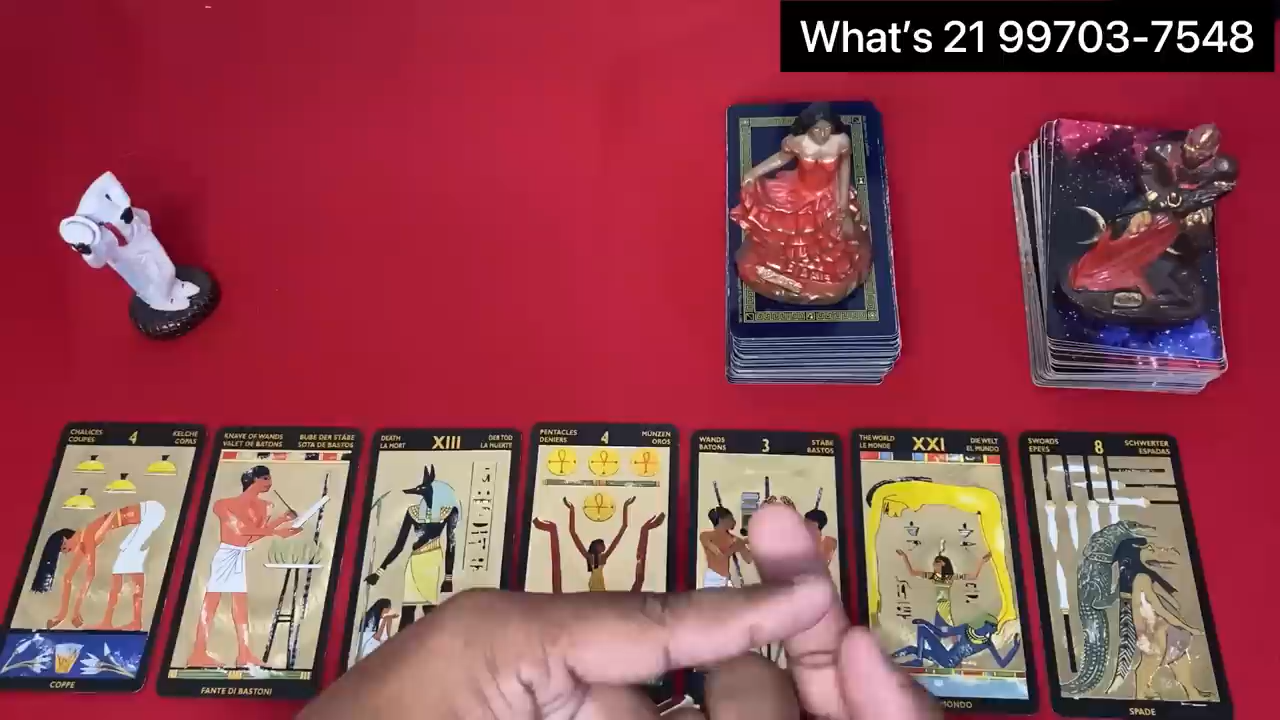 What's 21 99703-7548
CHALICES
COUPES
4
KELCHE
COPAS
COPPE
KNAVE OF WANDS
VALET DE BATONS
BUBE DER STÄBE
SOTA DE BASTOS
FANTE DI BASTONI
DEATH
LA MORT
XIII
DER TOD
LA MUERTE
PENTACLES
DENIERS
4
MÜNZEN
OROS
WANDS
BATONS
3
STÄBE
BASTOS
THE WORLD
LE MONDE
XXI
DIE WELT
EL MUNDO
MONDO
SWORDS
EPEES
8
SCHWERTER
ESPADAS
SPADE